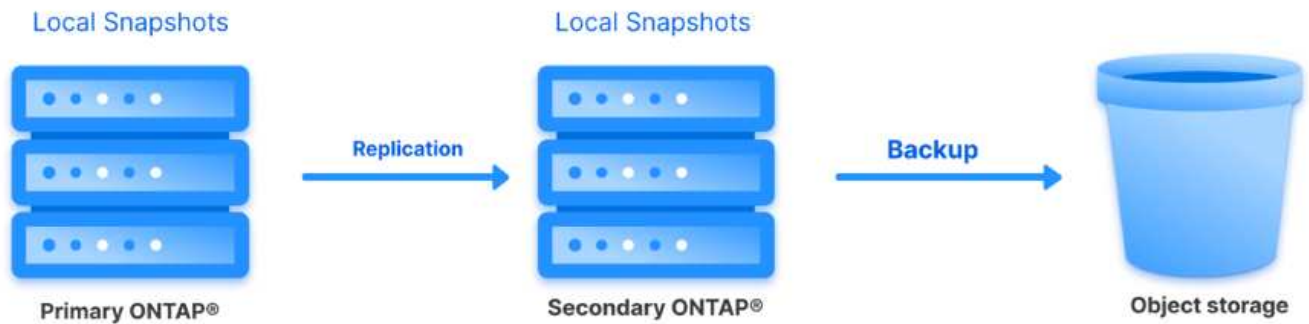 Local Snapshots
Local Snapshots
Replication
Backup
Primary ONTAP®
Secondary ONTAP®
Object storage